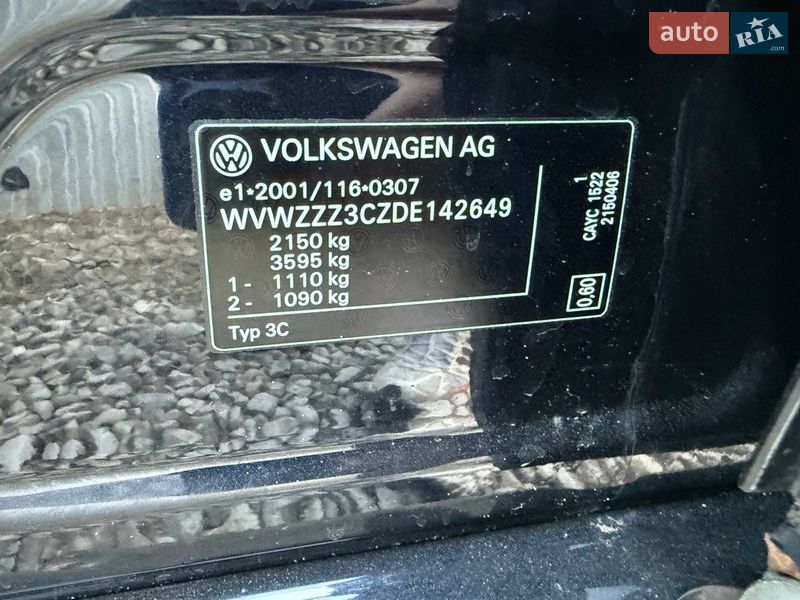 auto RIA
.com
VOLKSWAGEN AG
e1*2001/116*0307
WVWZZZ3CZDE142649
2150 kg
3595 kg
1 - 1110 kg
2 - 1090 kg
Typ 3C
1
CAYC 1522
2150406
0,60